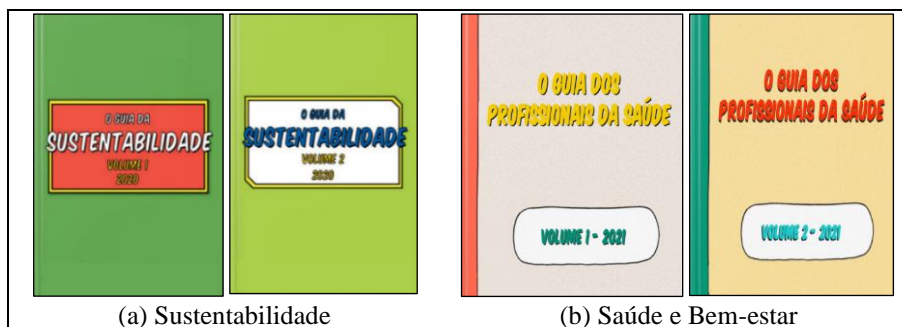 O GUIA DA
SUSTENTABILIDADE
VOLUME 1
2020
O GUIA DA
SUSTENTABILIDADE
VOLUME 2
2020
O GUIA DOS
PROFISSIONAIS DA SAÚDE
VOLUME 1 - 2021
O GUIA DOS
PROFISSIONAIS DA SAÚDE
VOLUME 2 - 2021
(a) Sustentabilidade
(b) Saúde e Bem-estar